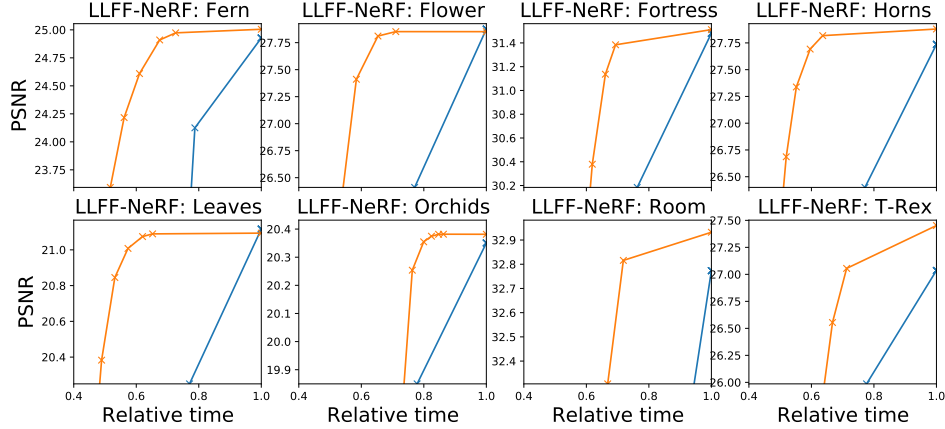 LLFF-NeRF: Fern
LLFF-NeRF: Flower
LLFF-NeRF: Fortress
LLFF-NeRF: Horns
PSNR
25.00
24.75
24.50
24.25
24.00
23.75
27.75
27.50
27.25
27.00
26.75
26.50
31.4
31.2
31.0
30.8
30.6
30.4
30.2
27.75
27.50
27.25
27.00
26.75
26.50
LLFF-NeRF: Leaves
LLFF-NeRF: Orchids
LLFF-NeRF: Room
LLFF-NeRF: T-Rex
PSNR
21.0
20.8
20.6
20.4
20.4
20.3
20.2
20.1
20.0
19.9
32.9
32.8
32.7
32.6
32.5
32.4
27.50
27.25
27.00
26.75
26.50
26.25
26.00
0.4 0.6 0.8 1.0
0.4 0.6 0.8 1.0
0.4 0.6 0.8 1.0
0.4 0.6 0.8 1.0
Relative time
Relative time
Relative time
Relative time